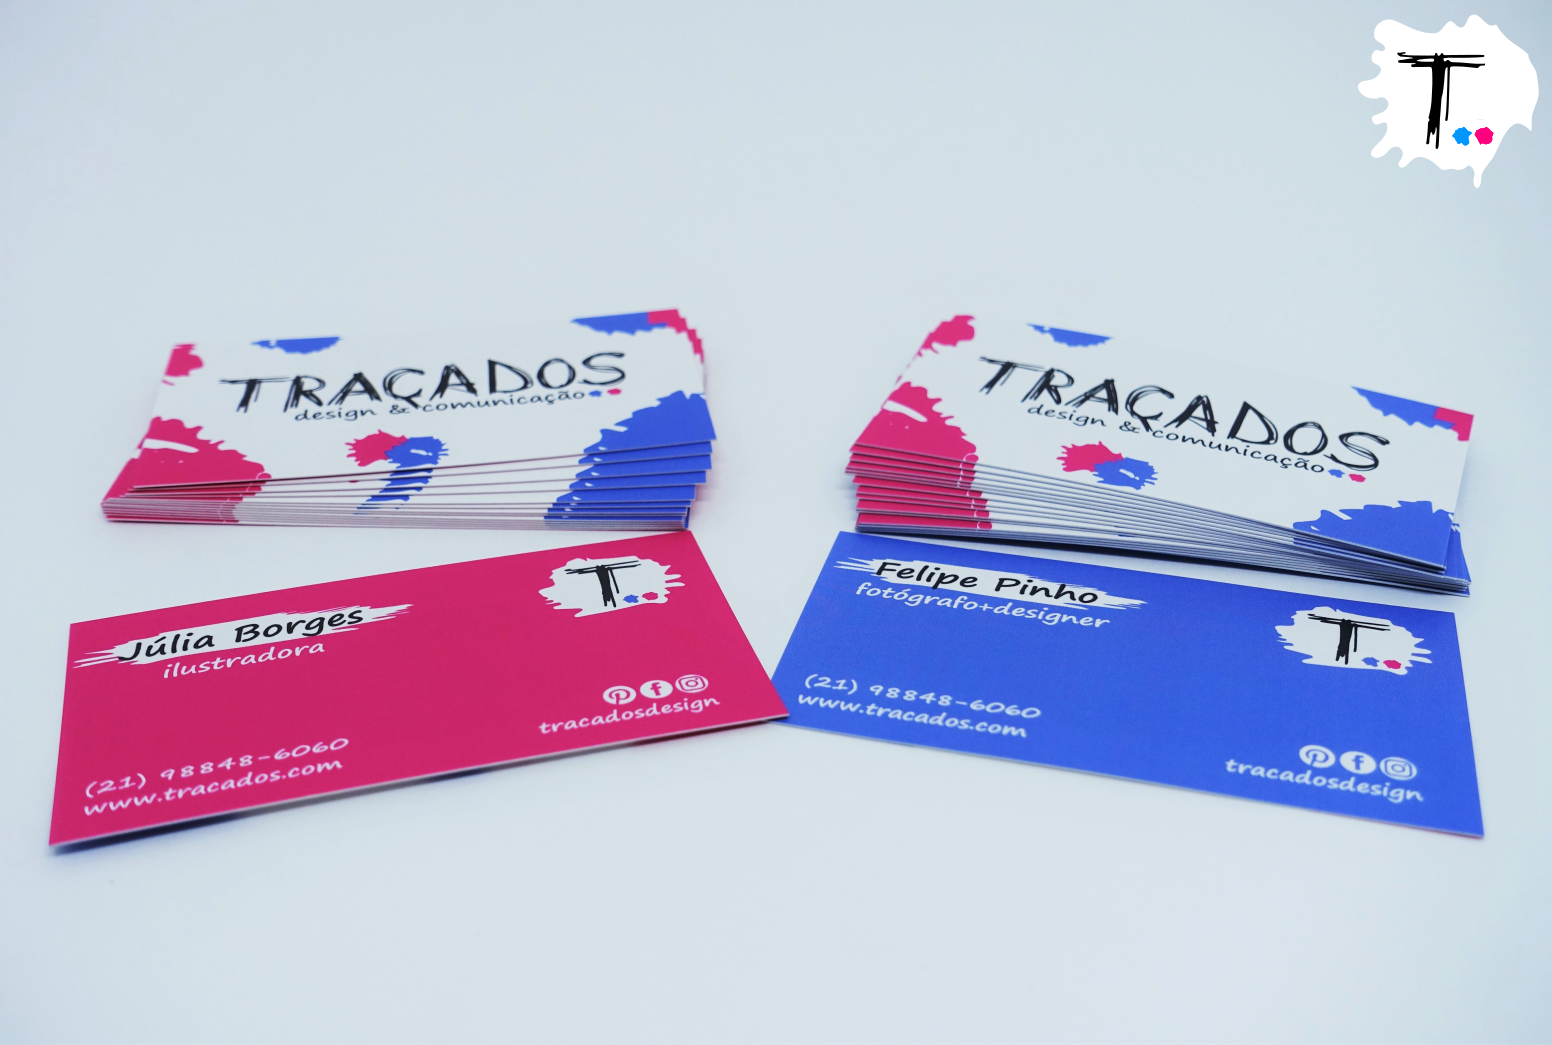 T
TRAÇADOS
design & comunicação
TRAÇADOS
design & comunicação
Júlia Borges
ilustradora
T
(21) 98848-6060
www.tracados.com
tracadosdesign
Felipe Pinho
fotógrafo+designer
T
(21) 98848-6060
www.tracados.com
tracadosdesign